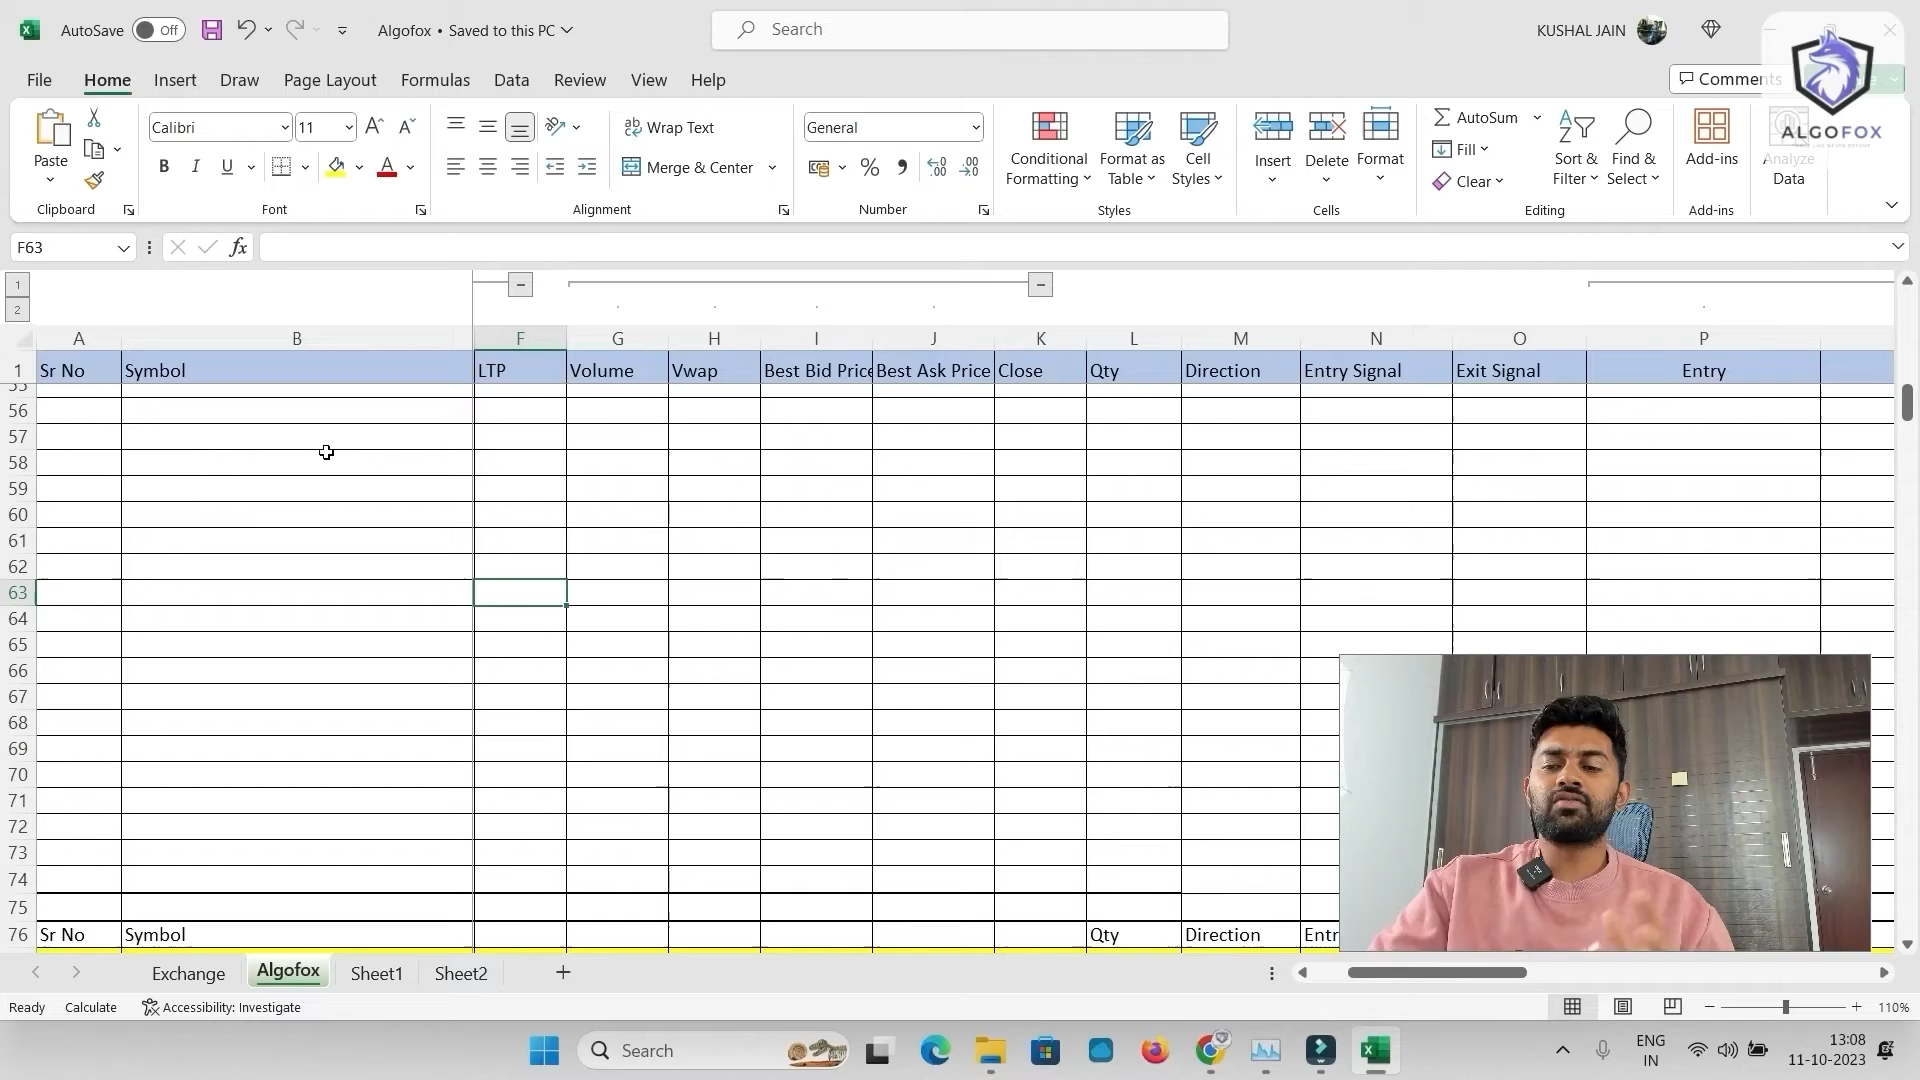 AutoSave Off Algofox • Saved to this PC Search KUSHAL JAIN
File Home Insert Draw Page Layout Formulas Data Review View Help Comments
ALGOFOX
Paste
Calibri 11
B I U
Wrap Text
Merge & Center
General
%
Conditional Formatting
Format as Table
Cell Styles
Insert Delete Format
AutoSum
Fill
Clear
Sort & Filter
Find & Select
Add-ins
Analyze Data
Clipboard Font Alignment Number Styles Cells Editing Add-ins
F63 fx
1
2
A B F G H I J K L M N O P
1 Sr No Symbol LTP Volume Vwap Best Bid Price Best Ask Price Close Qty Direction Entry Signal Exit Signal Entry
55
56
57
58
59
60
61
62
63
64
65
66
67
68
69
70
71
72
73
74
75
76 Sr No Symbol Qty Direction Entr
Exchange Algofox Sheet1 Sheet2
Ready Calculate Accessibility: Investigate 110%
Search ENG 13:08
IN 11-10-2023